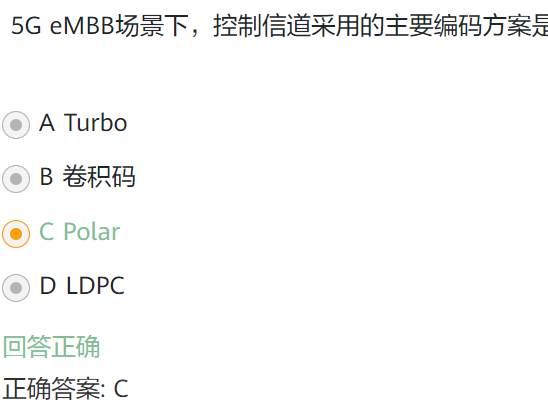 5G eMBB场景下，控制信道采用的主要编码方案是
A Turbo
B 卷积码
C Polar
D LDPC
回答正确
正确答案: C